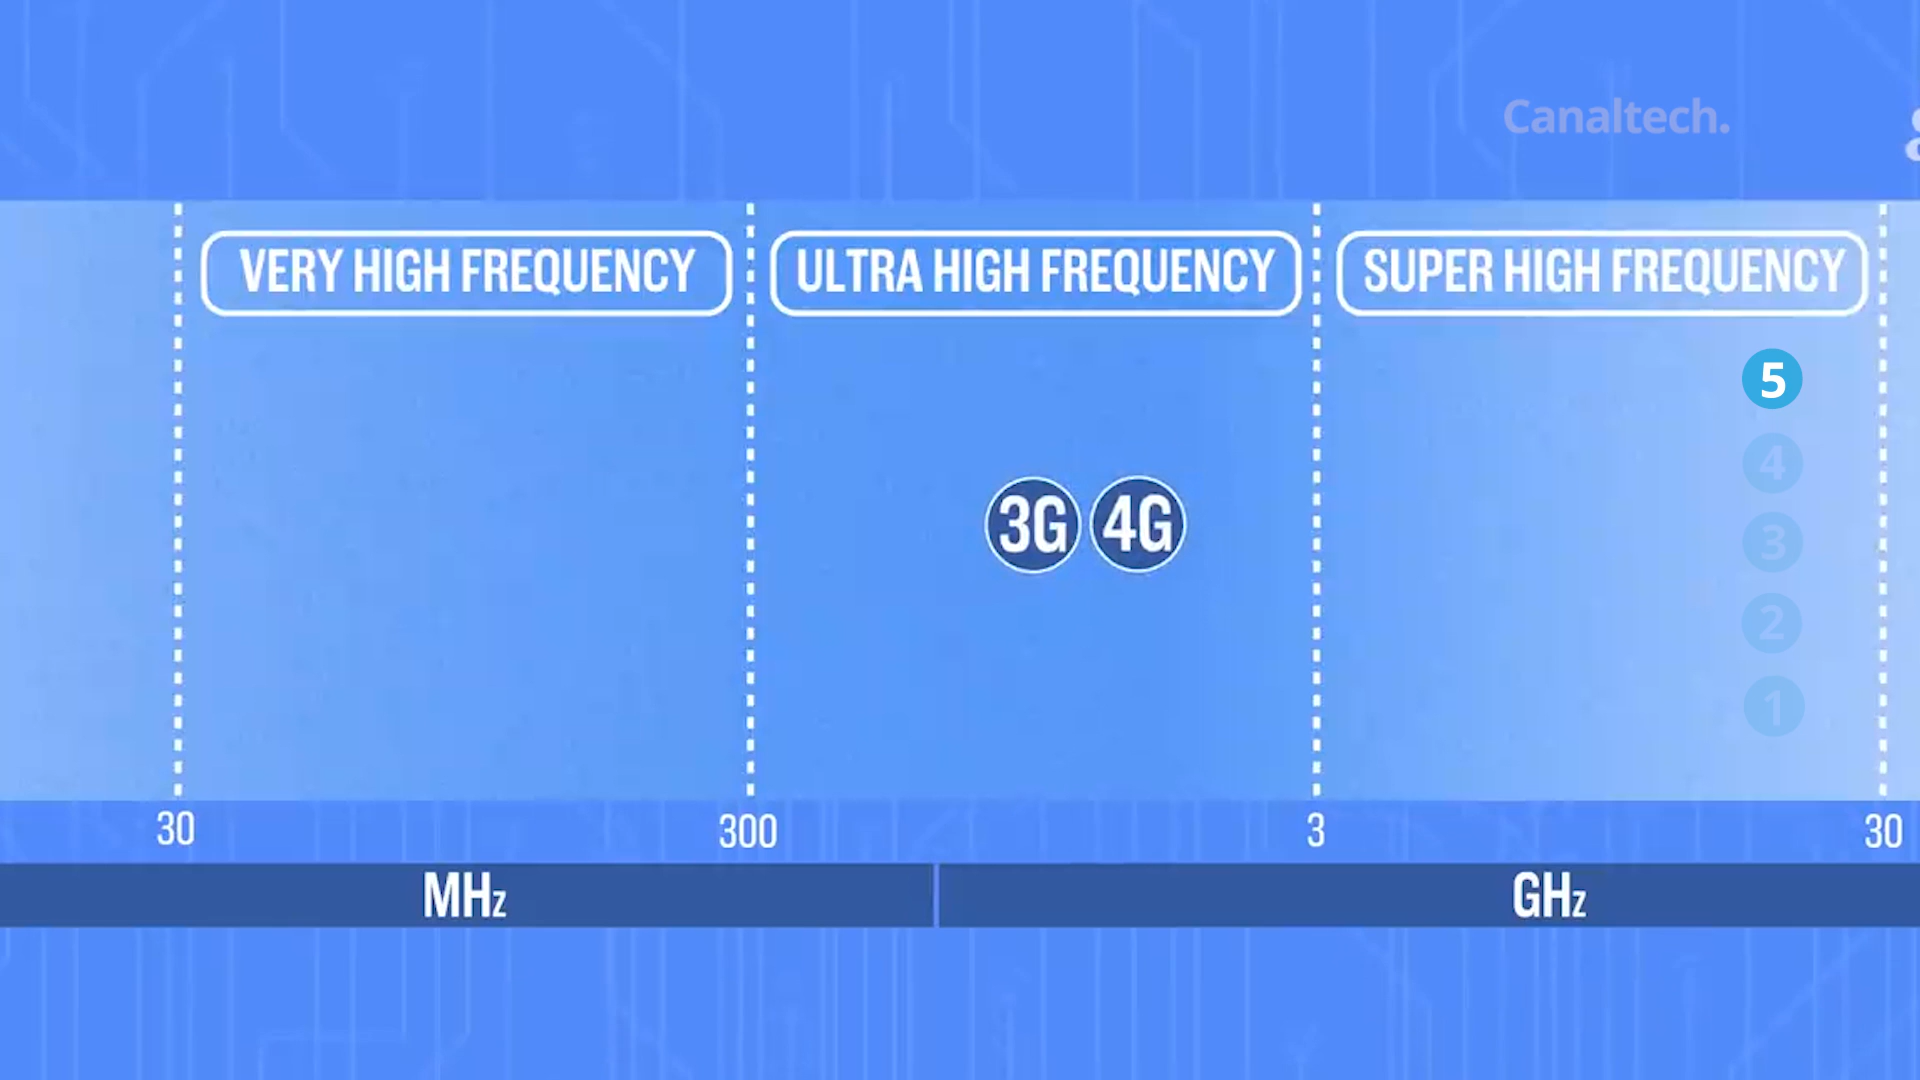 Canaltech.
VERY HIGH FREQUENCY
ULTRA HIGH FREQUENCY
SUPER HIGH FREQUENCY
5
4
3G 4G
3
2
1
30
300
3
30
MHz
GHz